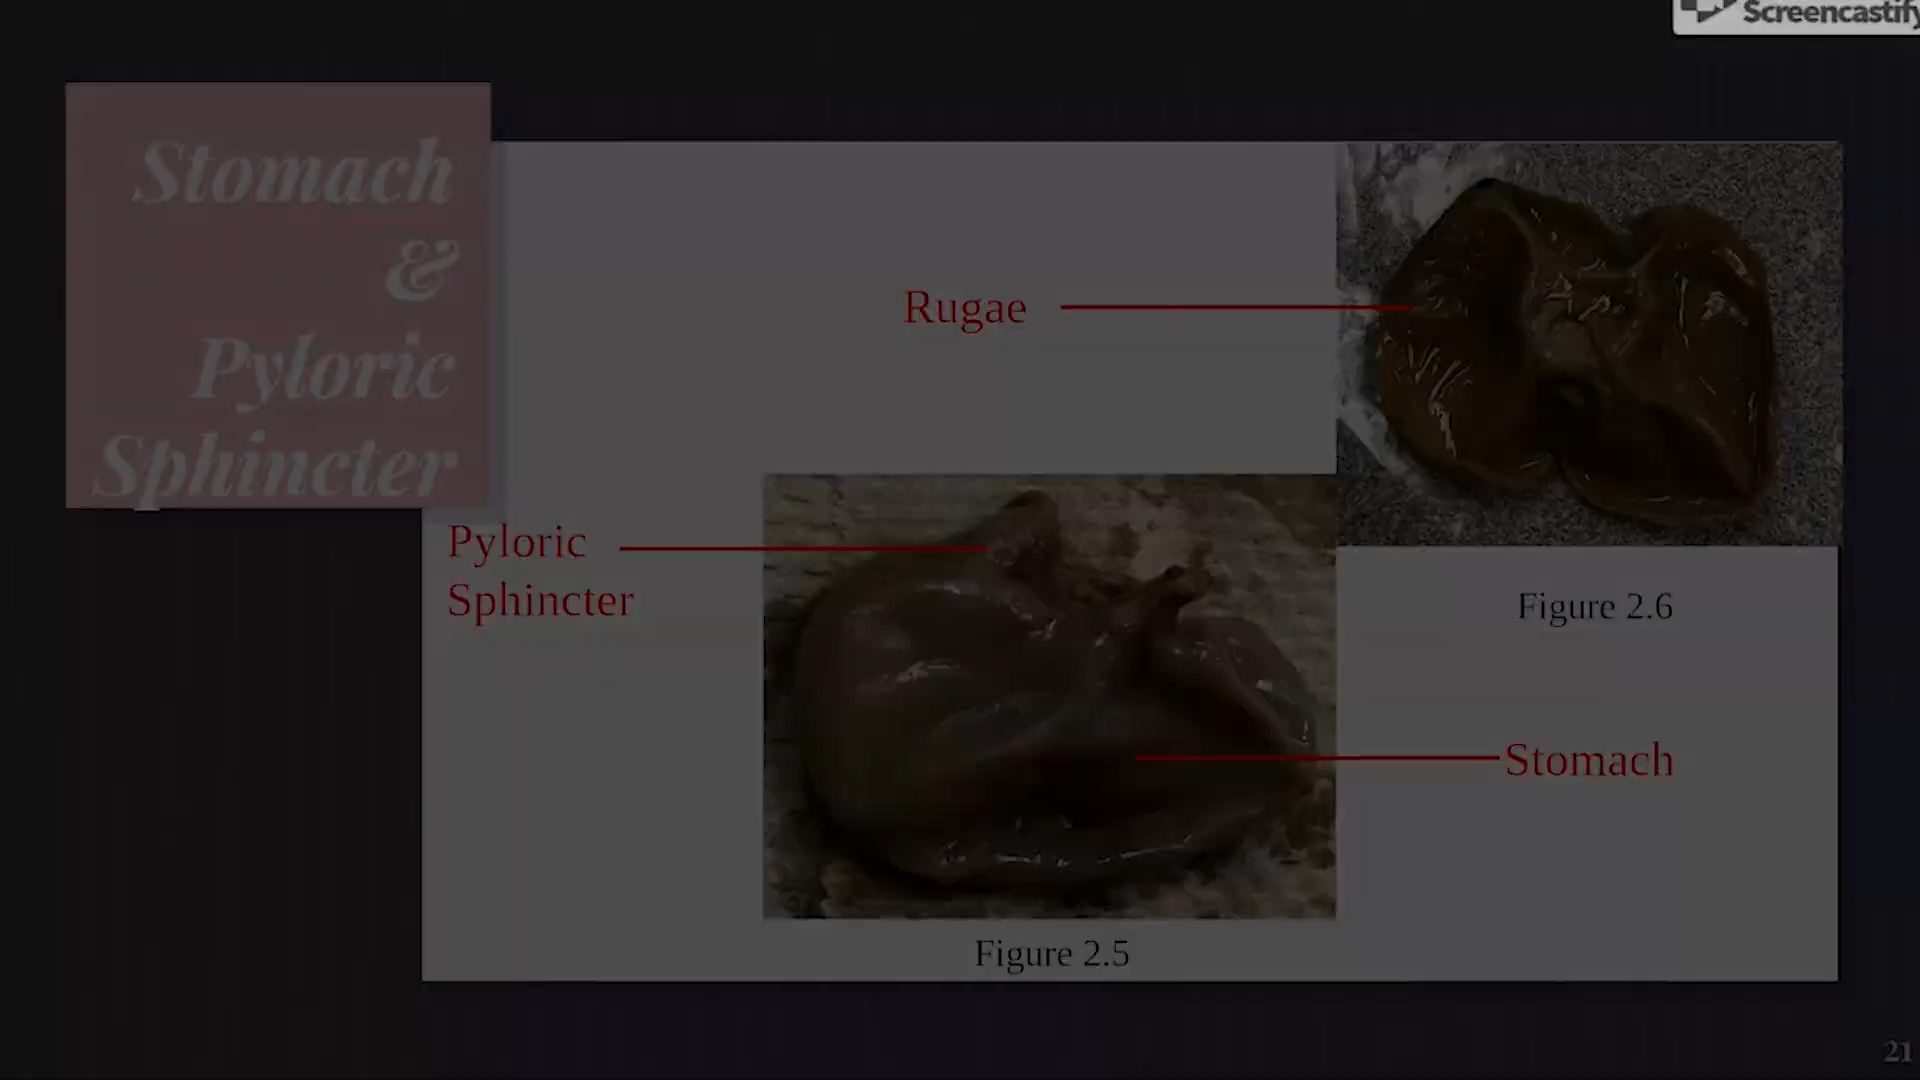 Screencastify
Stomach
&
Pyloric
Sphincter
Rugae
Pyloric
Sphincter
Figure 2.6
Stomach
Figure 2.5
21